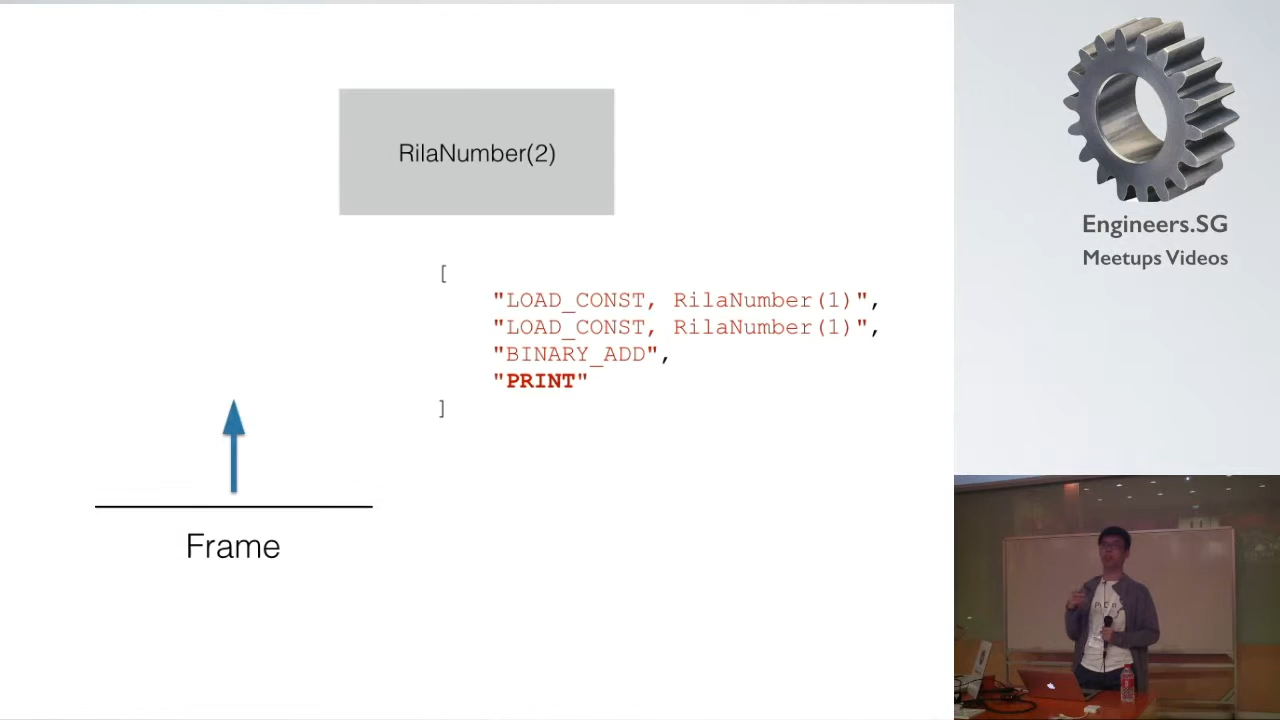 RilaNumber(2)
[
"LOAD_CONST, RilaNumber(1)",
"LOAD_CONST, RilaNumber(1)",
"BINARY_ADD",
"PRINT"
]
Frame
Engineers.SG
Meetups Videos